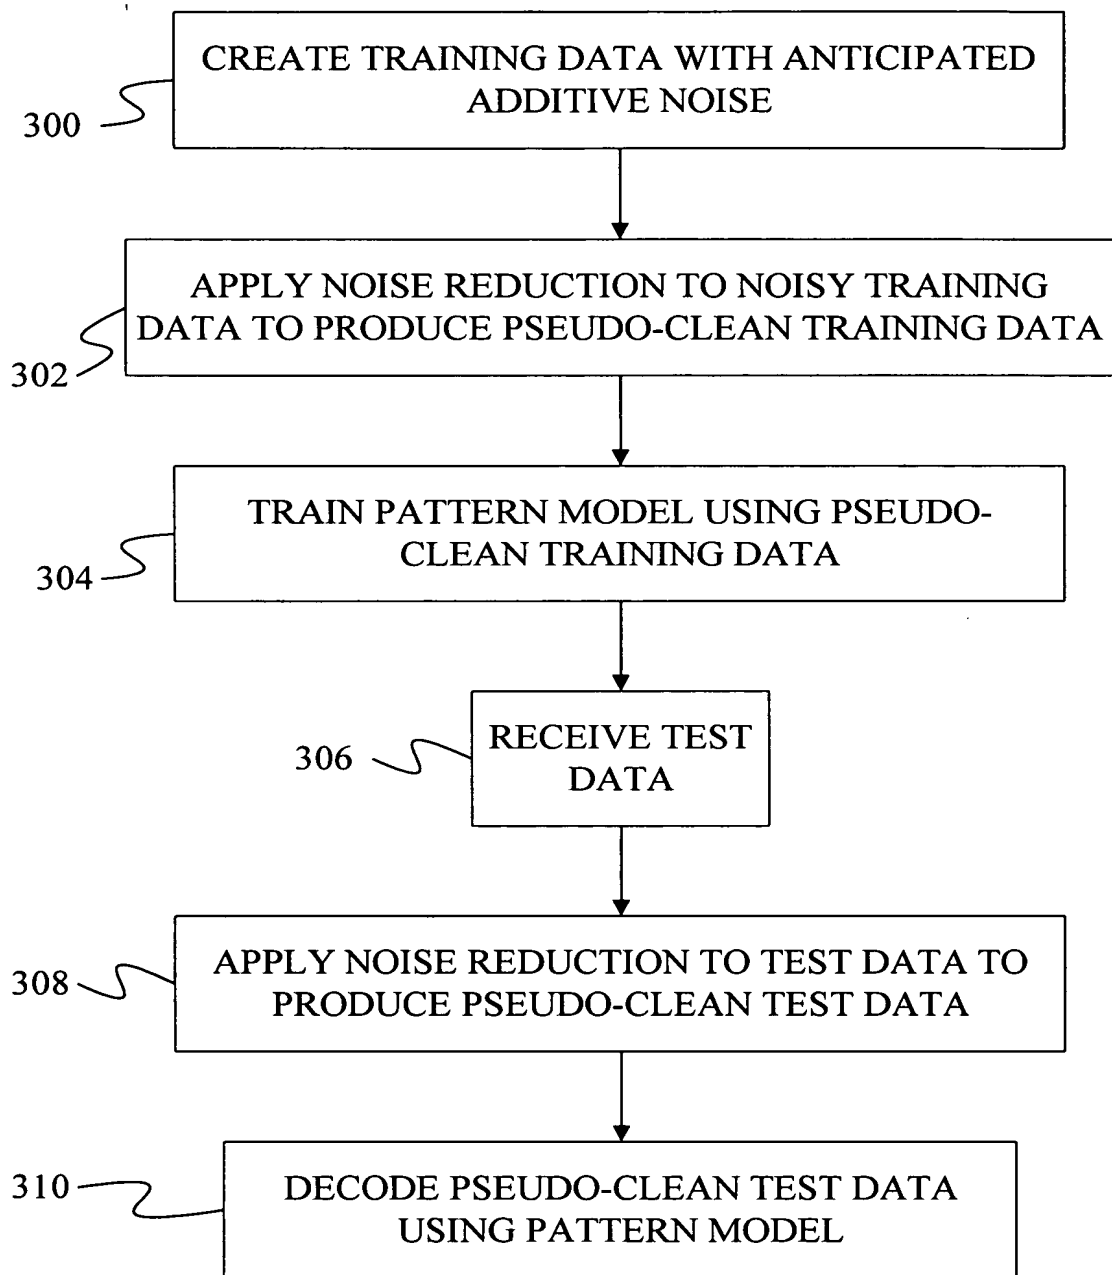 CREATE TRAINING DATA WITH ANTICIPATED
ADDITIVE NOISE
300
APPLY NOISE REDUCTION TO NOISY TRAINING
DATA TO PRODUCE PSEUDO-CLEAN TRAINING DATA
302
TRAIN PATTERN MODEL USING PSEUDO-
CLEAN TRAINING DATA
304
RECEIVE TEST
DATA
306
APPLY NOISE REDUCTION TO TEST DATA TO
PRODUCE PSEUDO-CLEAN TEST DATA
308
DECODE PSEUDO-CLEAN TEST DATA
USING PATTERN MODEL
310